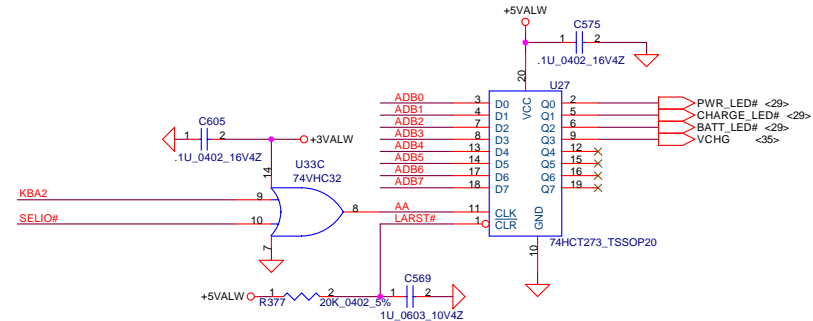 +5VALW
C575
1 2
.1U_0402_16V4Z
20
U27
VCC
ADB0 3 D0 Q0 2 PWR_LED# <29>
ADB1 4 D1 Q1 5 CHARGE_LED# <29>
ADB2 7 D2 Q2 6 BATT_LED# <29>
ADB3 8 D3 Q3 9 VCHG <35>
ADB4 13 D4 Q4 12
ADB5 14 D5 Q5 15
ADB6 17 D6 Q6 16
ADB7 18 D7 Q7 19
C605
1 2
+3VALW
.1U_0402_16V4Z
14
U33C
74VHC32
KBA2 9
8 AA 11 CLK
SELIO# 10
LARST# 1 CLR
GND
7
10
74HCT273_TSSOP20
+5VALW
1 2
R377
20K_0402_5%
C569
1 2
1U_0603_10V4Z